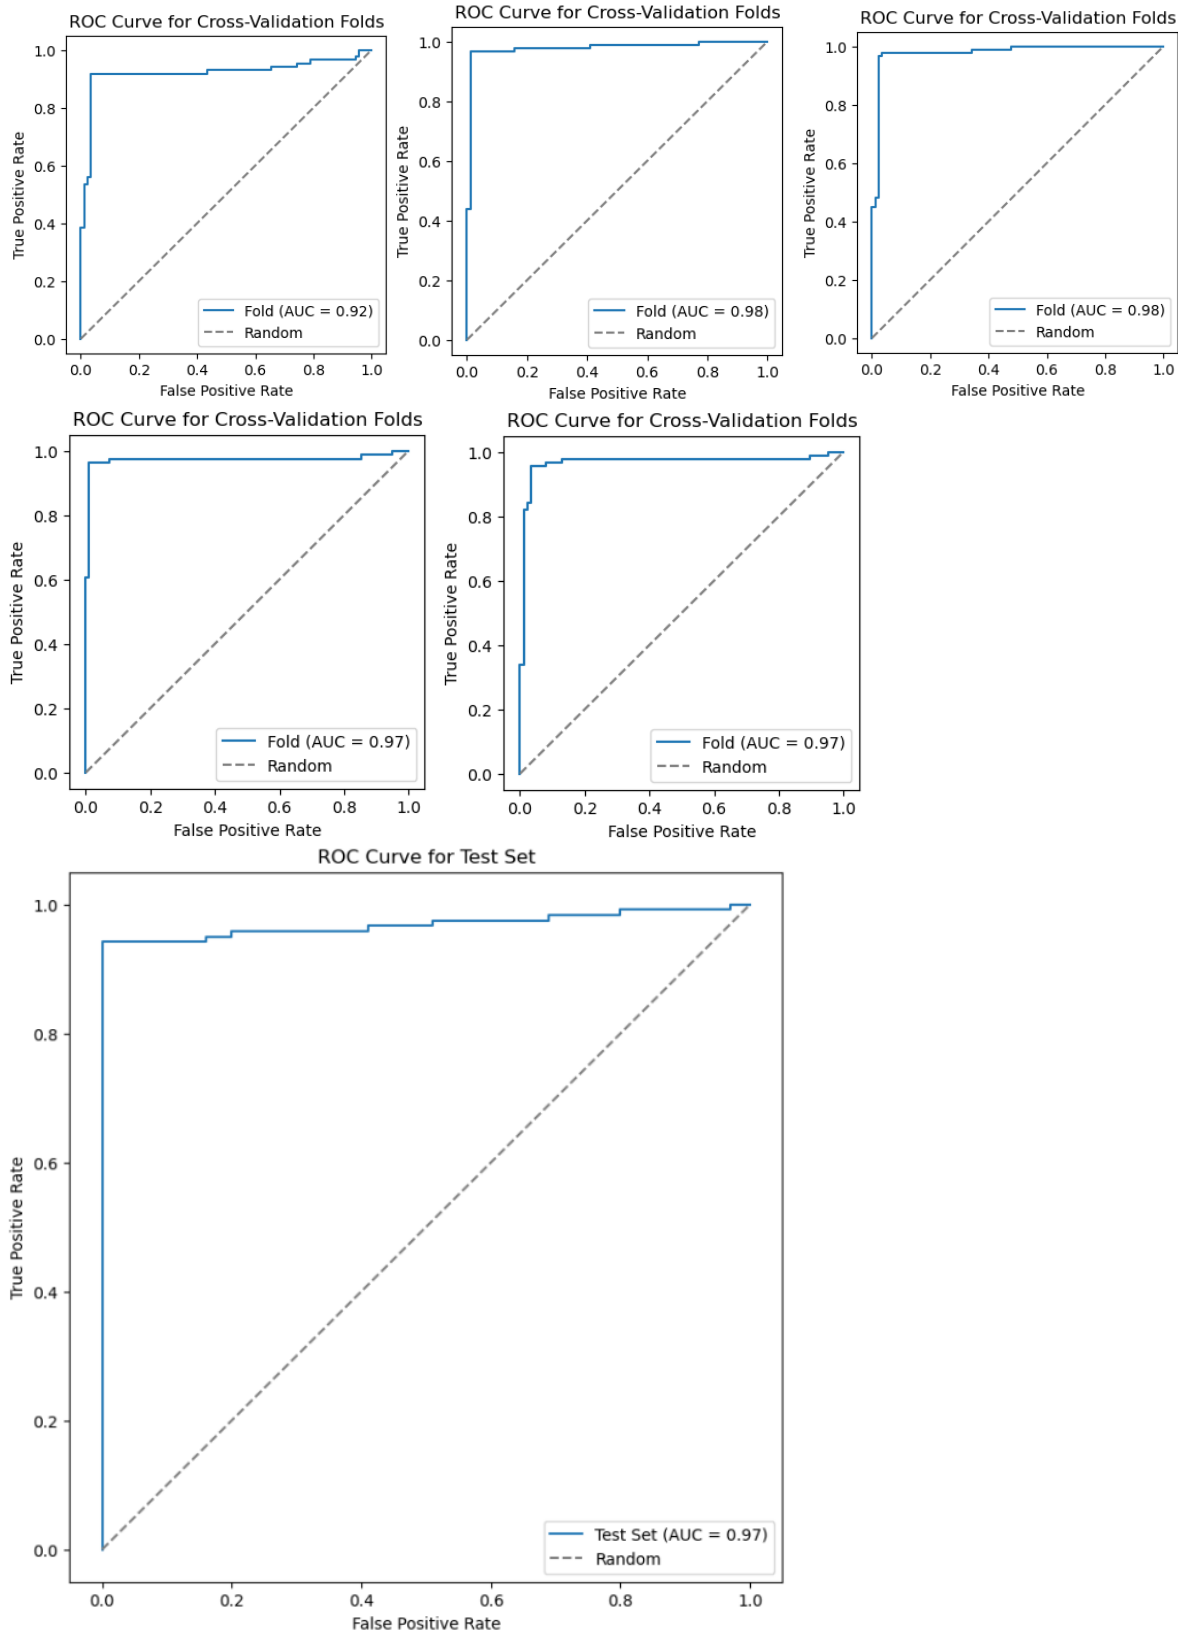 ROC Curve for Cross-Validation Folds
1.0
0.8
0.6
0.4
0.2
0.0
True Positive Rate
Fold (AUC = 0.92)
Random
0.0 0.2 0.4 0.6 0.8 1.0
False Positive Rate
ROC Curve for Cross-Validation Folds
1.0
0.8
0.6
0.4
0.2
0.0
True Positive Rate
Fold (AUC = 0.98)
Random
0.0 0.2 0.4 0.6 0.8 1.0
False Positive Rate
ROC Curve for Cross-Validation Folds
1.0
0.8
0.6
0.4
0.2
0.0
True Positive Rate
Fold (AUC = 0.98)
Random
0.0 0.2 0.4 0.6 0.8 1.0
False Positive Rate
ROC Curve for Cross-Validation Folds
1.0
0.8
0.6
0.4
0.2
0.0
True Positive Rate
Fold (AUC = 0.97)
Random
0.0 0.2 0.4 0.6 0.8 1.0
False Positive Rate
ROC Curve for Cross-Validation Folds
1.0
0.8
0.6
0.4
0.2
0.0
True Positive Rate
Fold (AUC = 0.97)
Random
0.0 0.2 0.4 0.6 0.8 1.0
False Positive Rate
ROC Curve for Test Set
1.0
0.8
0.6
0.4
0.2
0.0
True Positive Rate
Test Set (AUC = 0.97)
Random
0.0 0.2 0.4 0.6 0.8 1.0
False Positive Rate